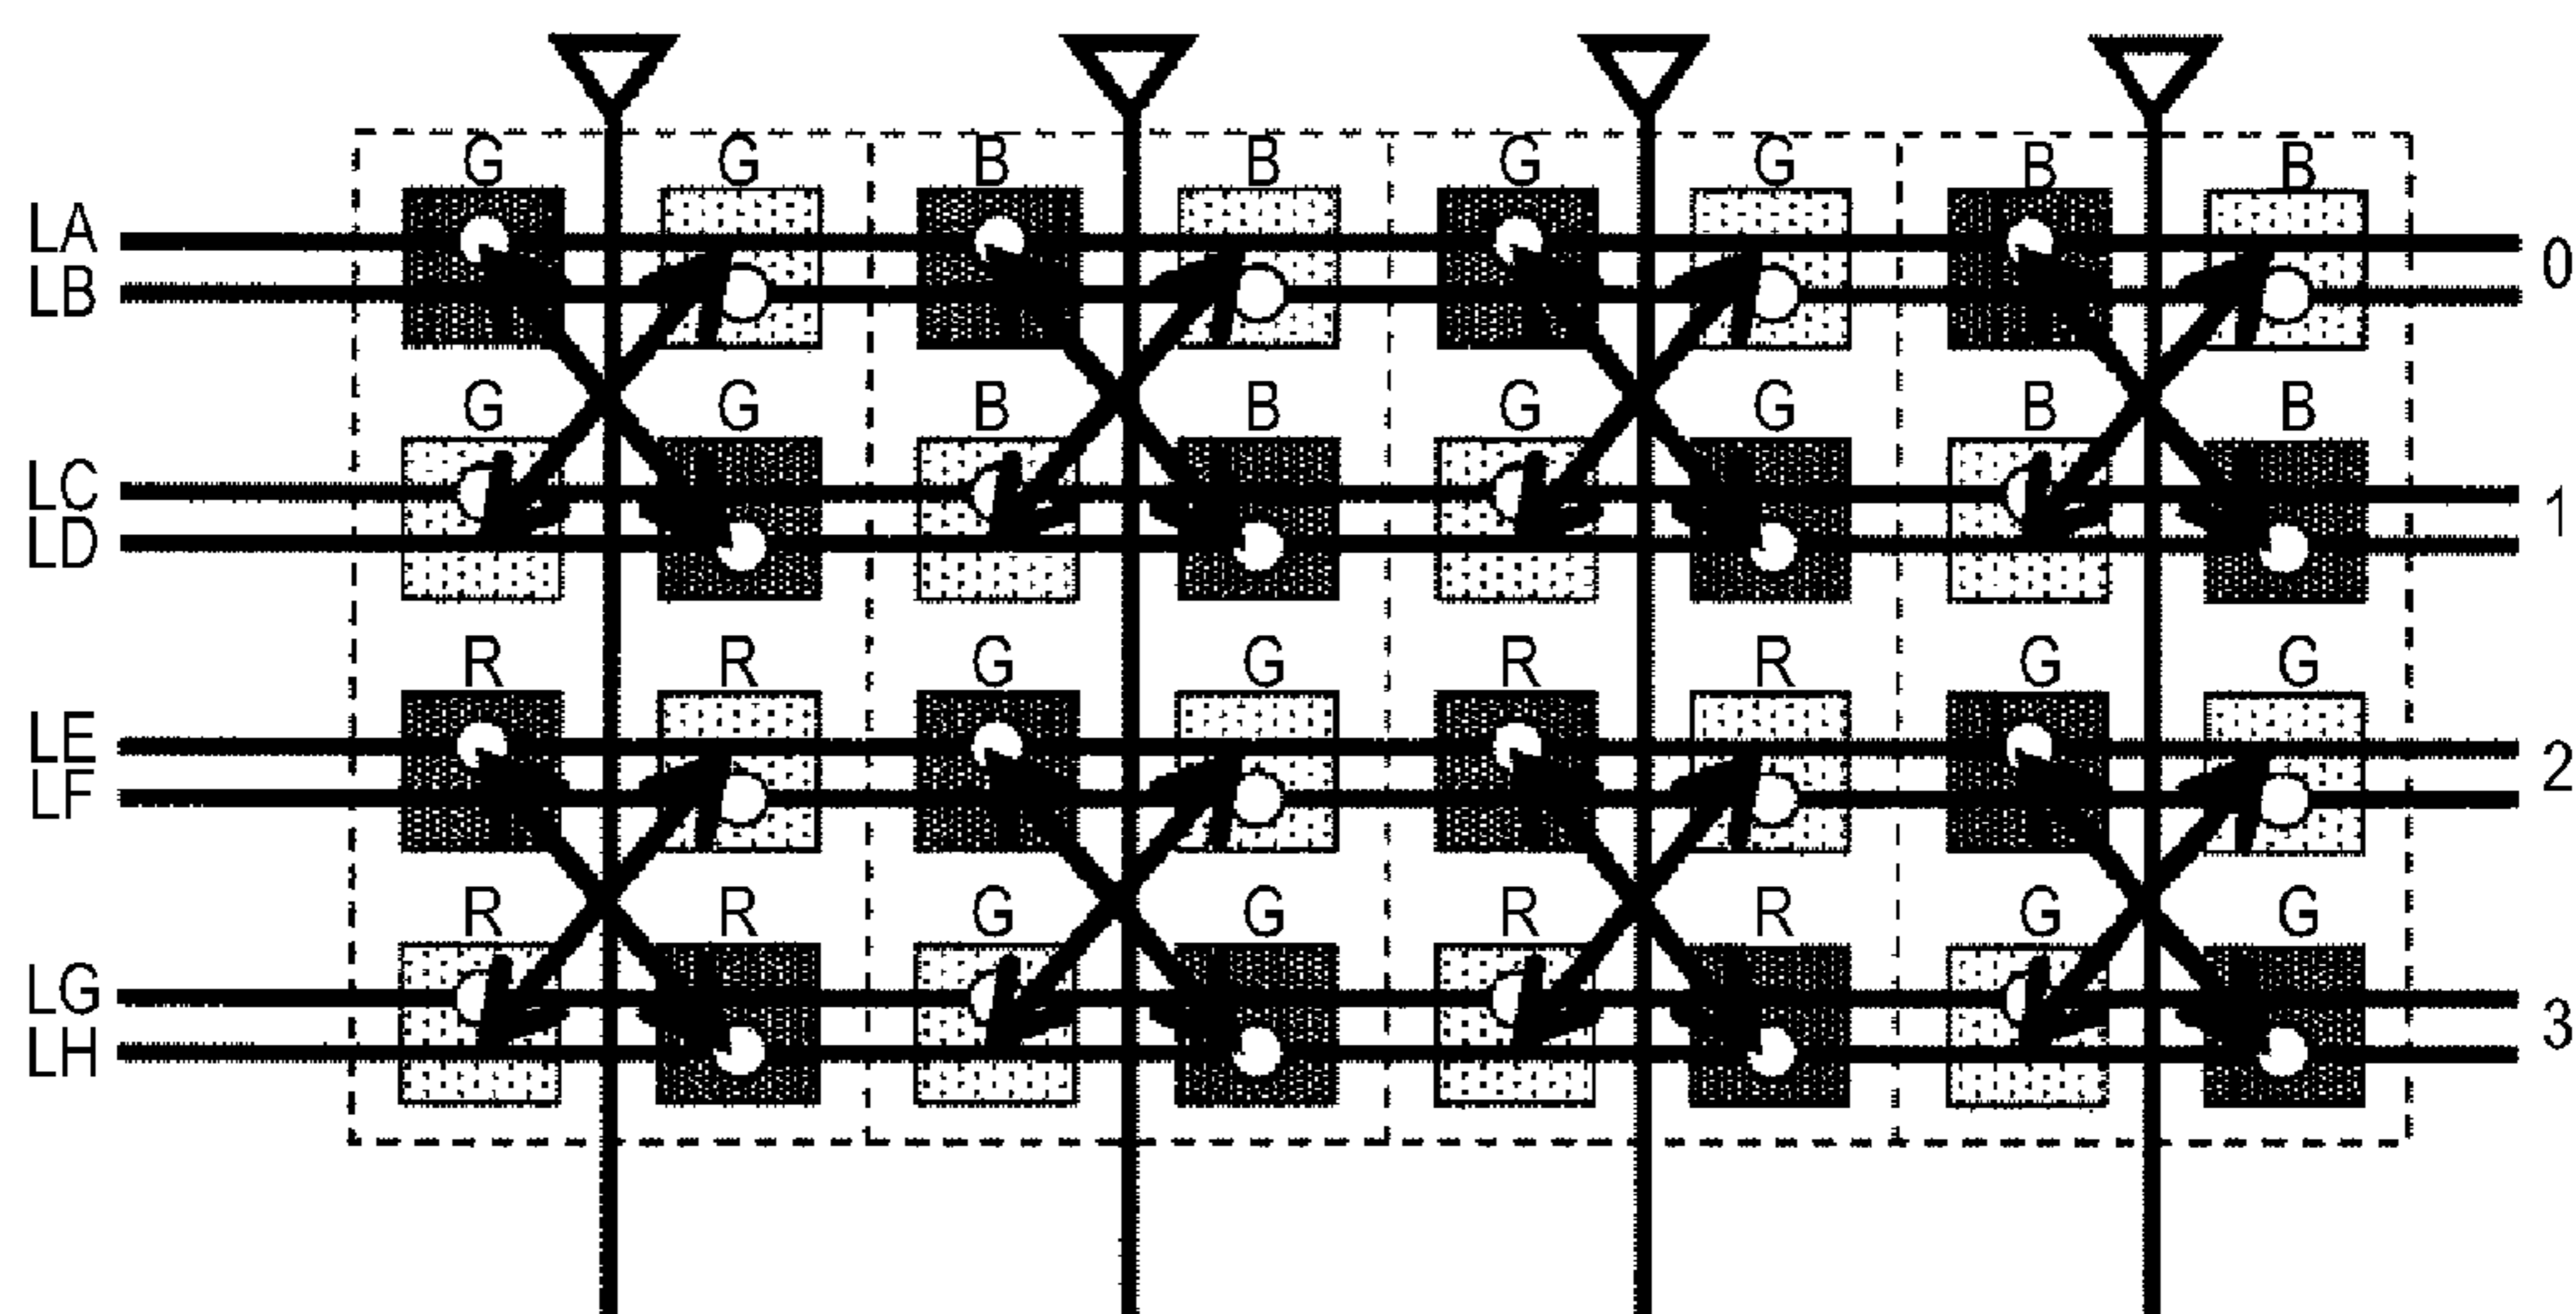 G G B B G G B B
LA
LB
0
G G B B G G B B
LC
LD
1
R R G G R R G G
LE
LF
2
R R G G R R G G
LG
LH
3